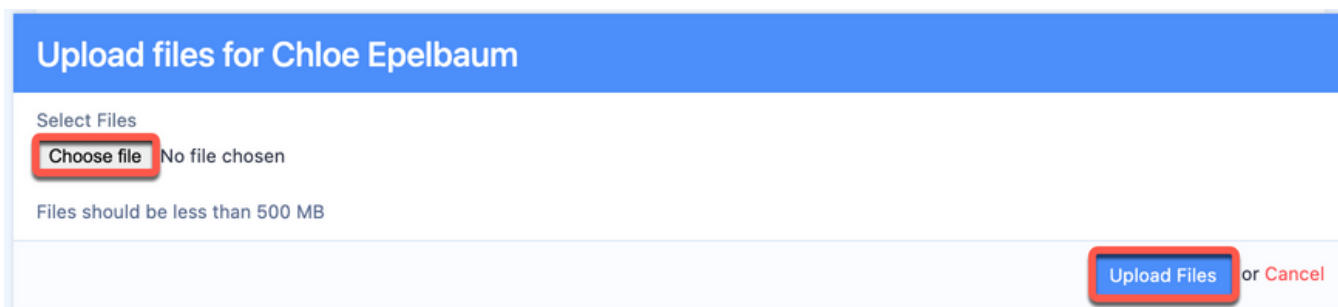 Upload files for Chloe Epelbaum
Select Files
Choose file No file chosen
Files should be less than 500 MB
Upload Files or Cancel